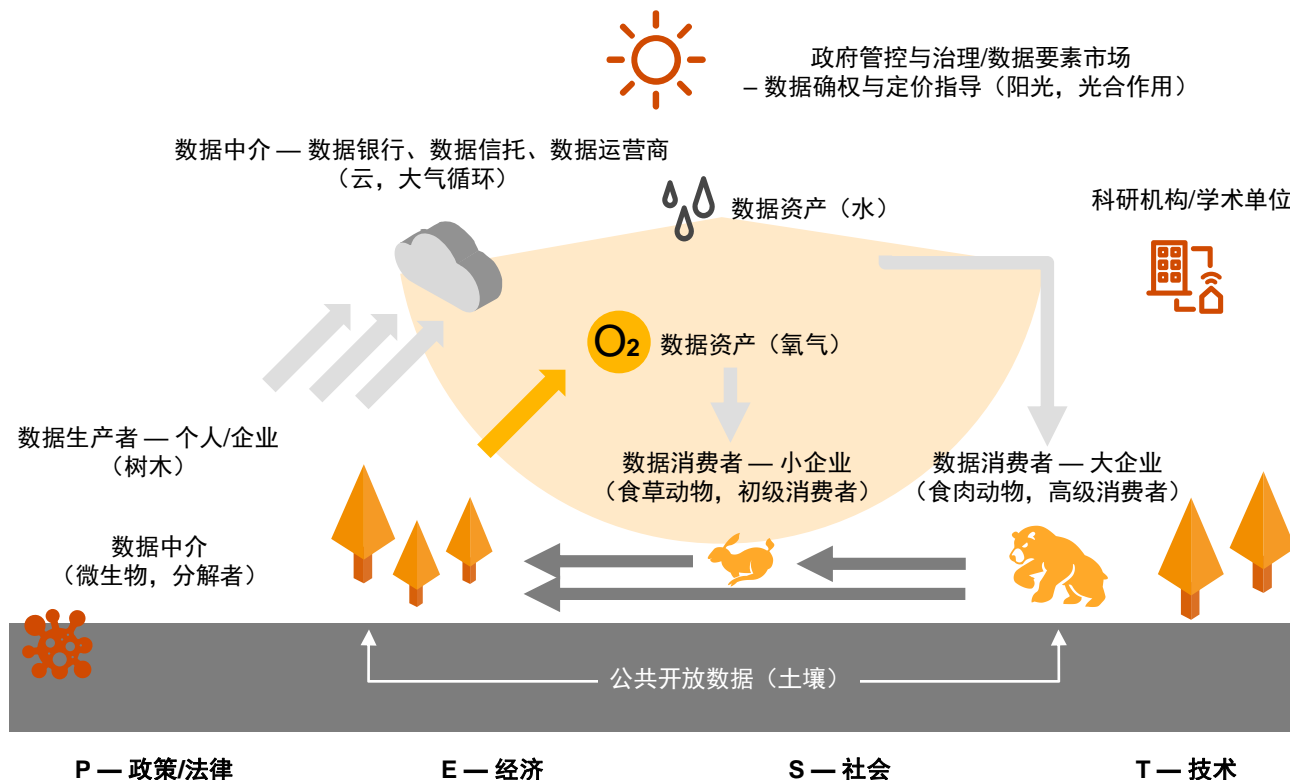 政府管控与治理/数据要素市场
– 数据确权与定价指导（阳光，光合作用）
数据中介 — 数据银行、数据信托、数据运营商
（云，大气循环）
数据资产（水）
科研机构/学术单位
O2
数据资产（氧气）
数据生产者 — 个人/企业
（树木）
数据消费者 — 小企业
（食草动物，初级消费者）
数据消费者 — 大企业
（食肉动物，高级消费者）
数据中介
（微生物，分解者）
公共开放数据（土壤）
P — 政策/法律
E — 经济
S — 社会
T — 技术